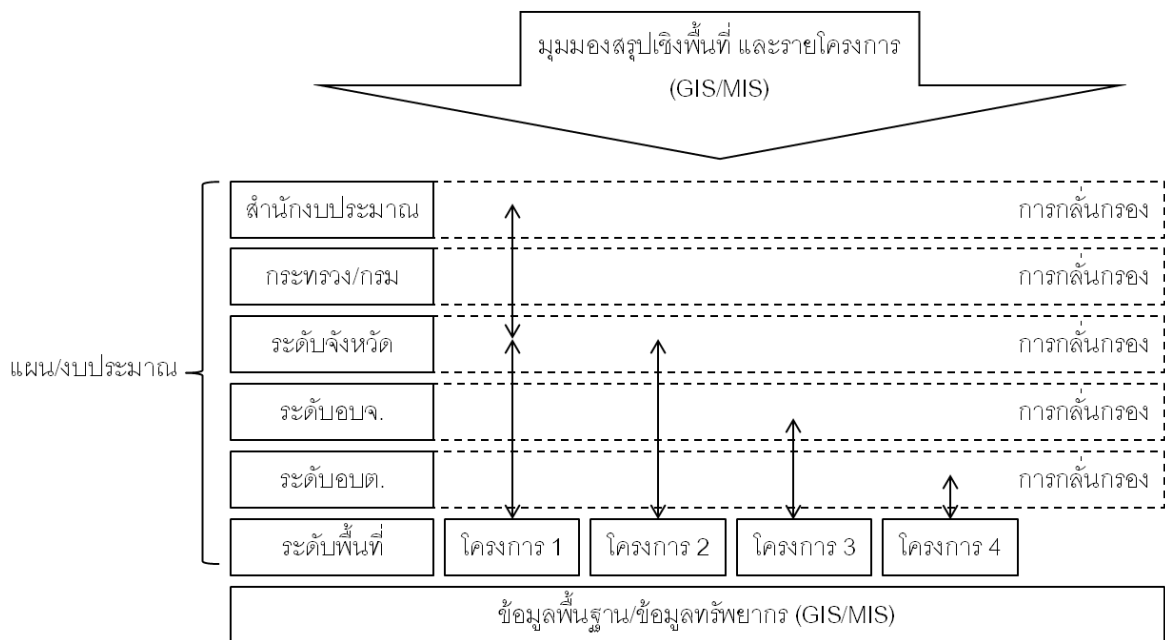 มุมมองสรุปเชิงพื้นที่ และรายโครงการ
(GIS/MIS)
สำนักงบประมาณ การกลั่นกรอง
กระทรวง/กรม การกลั่นกรอง
ระดับจังหวัด การกลั่นกรอง
แผน/งบประมาณ
ระดับอบจ. การกลั่นกรอง
ระดับอบต. การกลั่นกรอง
ระดับพื้นที่ โครงการ 1 โครงการ 2 โครงการ 3 โครงการ 4
ข้อมูลพื้นฐาน/ข้อมูลทรัพยากร (GIS/MIS)